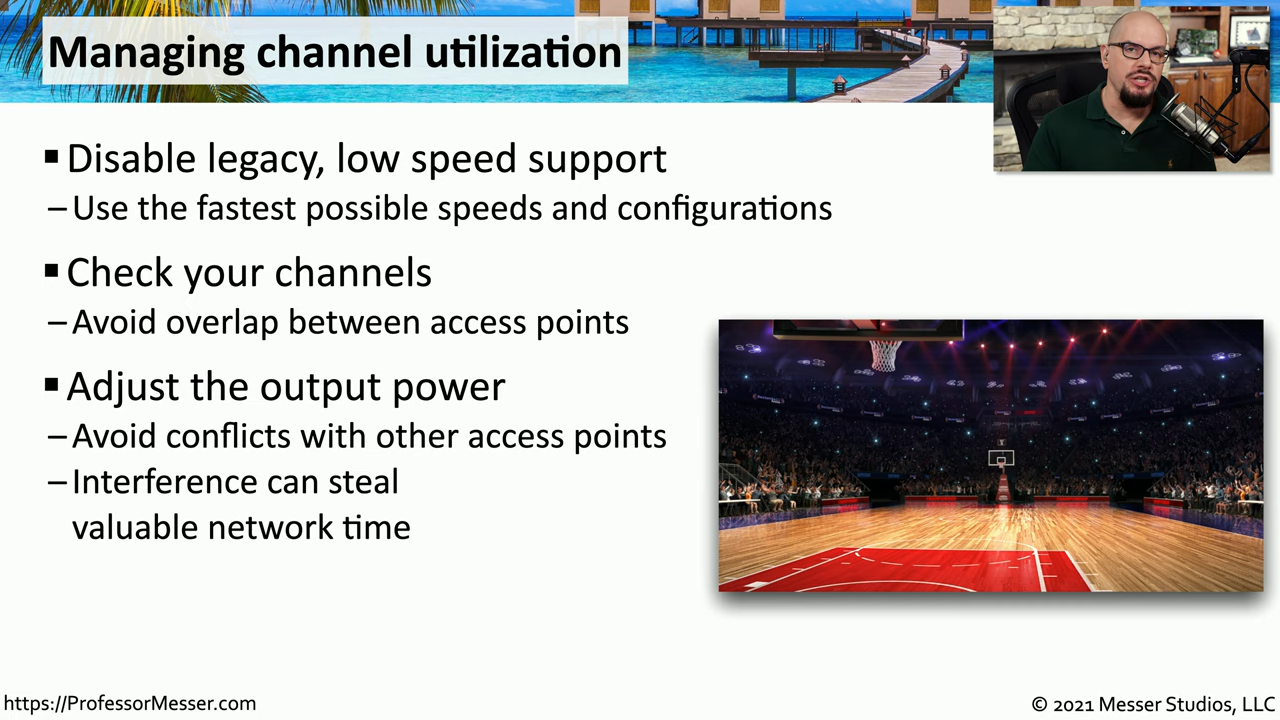 Managing channel utilization
▪ Disable legacy, low speed support
– Use the fastest possible speeds and configurations
▪ Check your channels
– Avoid overlap between access points
▪ Adjust the output power
– Avoid conflicts with other access points
– Interference can steal
valuable network time
https://ProfessorMesser.com
© 2021 Messer Studios, LLC